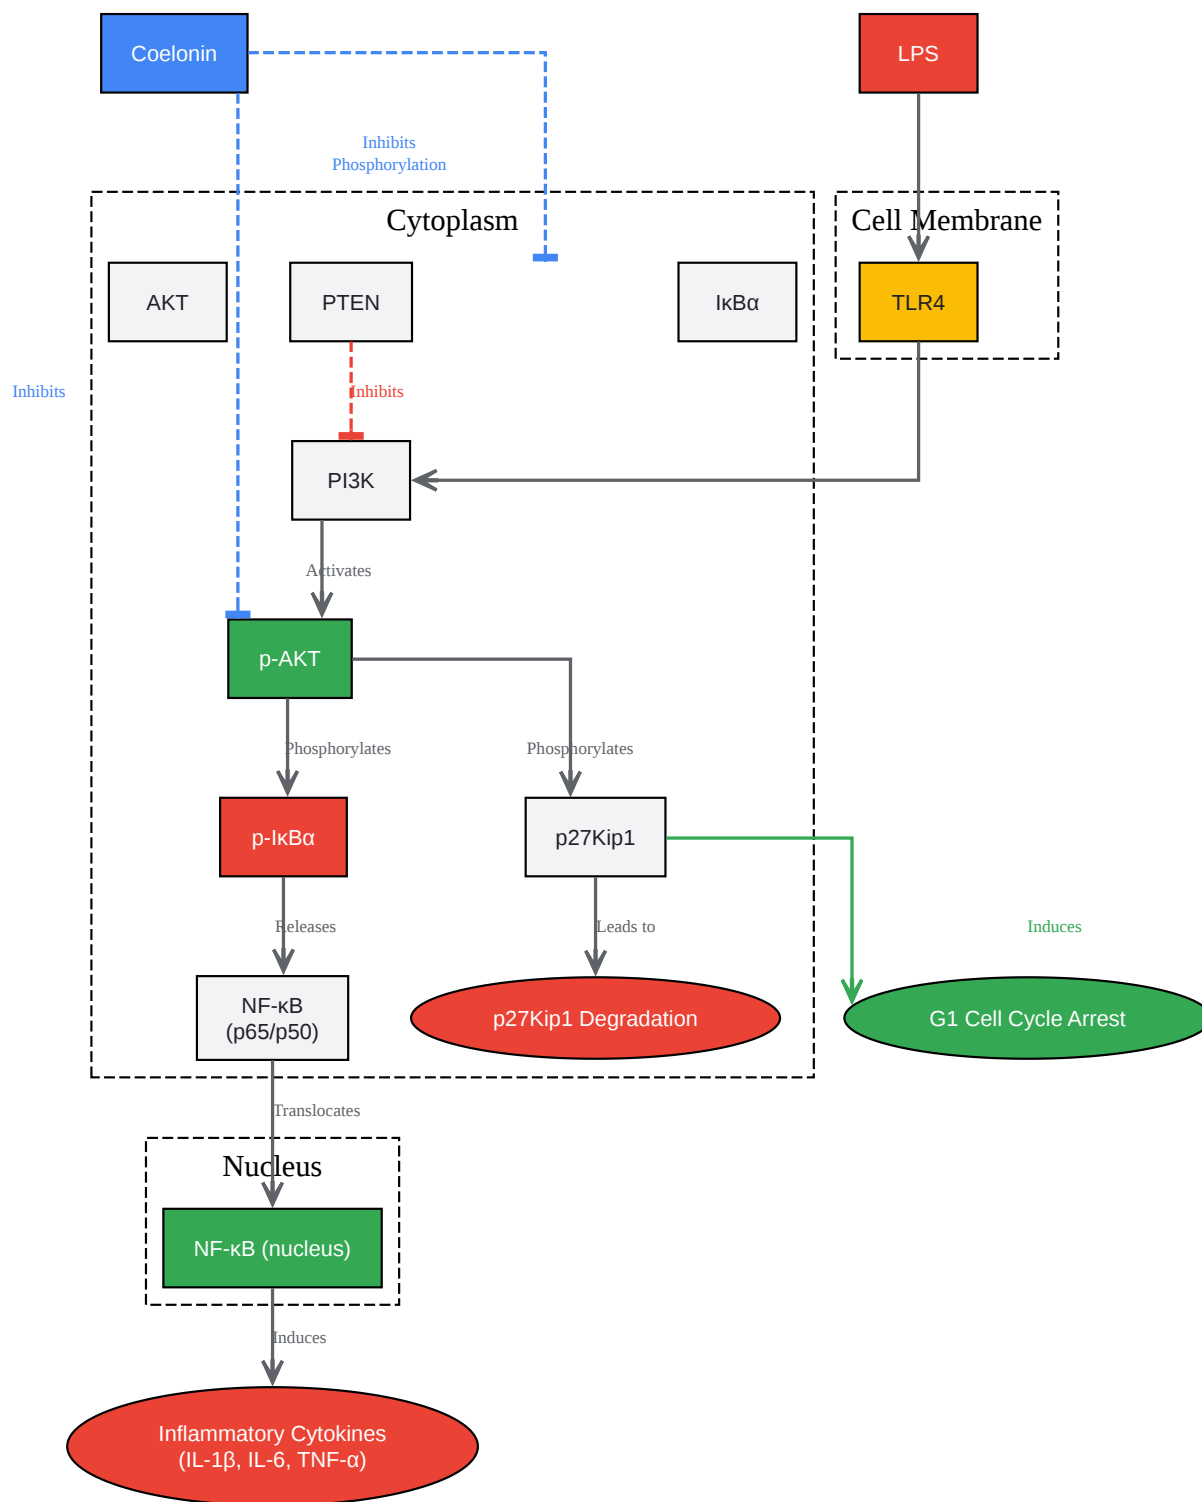 Coelonin
LPS
Inhibits
Phosphorylation
Cytoplasm
Cell Membrane
AKT
PTEN
IκBα
TLR4
Inhibits
Inhibits
PI3K
Activates
p-AKT
Phosphorylates
Phosphorylates
p-IκBα
p27Kip1
Releases
Leads to
Induces
NF-κB
(p65/p50)
p27Kip1 Degradation
G1 Cell Cycle Arrest
Translocates
Nucleus
NF-κB (nucleus)
Induces
Inflammatory Cytokines
(IL-1β, IL-6, TNF-α)